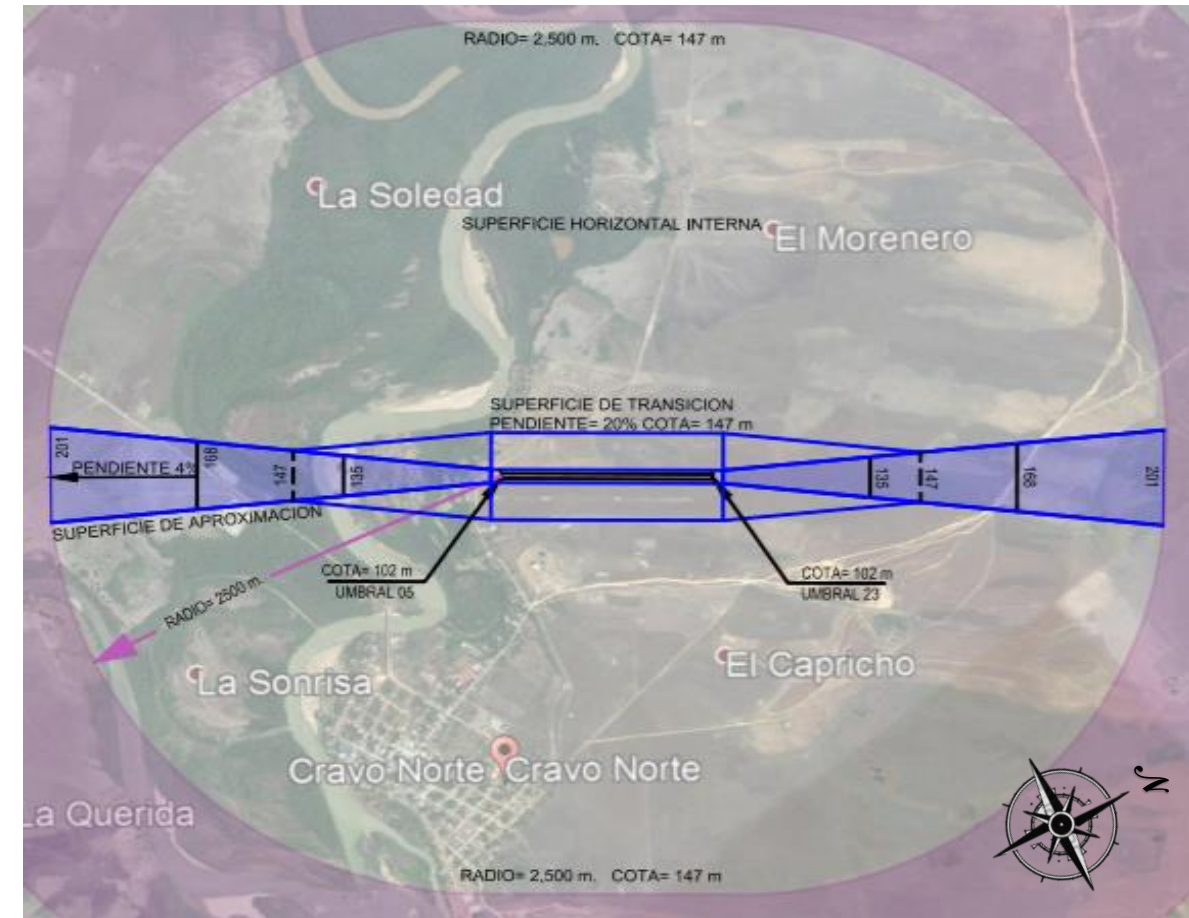 RADIO= 2,500 m. COTA= 147 m
La Soledad
SUPERFICIE HORIZONTAL INTERNA
El Morenero
SUPERFICIE DE TRANSICION
PENDIENTE= 20% COTA= 147 m
201
PENDIENTE 4%
168
147
135
135
147
168
201
SUPERFICIE DE APROXIMACION
COTA= 102 m
UMBRAL 05
COTA= 102 m
UMBRAL 23
RADIO= 2500 m.
La Sonrisa
El Capricho
Cravo Norte
Cravo Norte
a Querida
N
RADIO= 2,500 m. COTA= 147 m